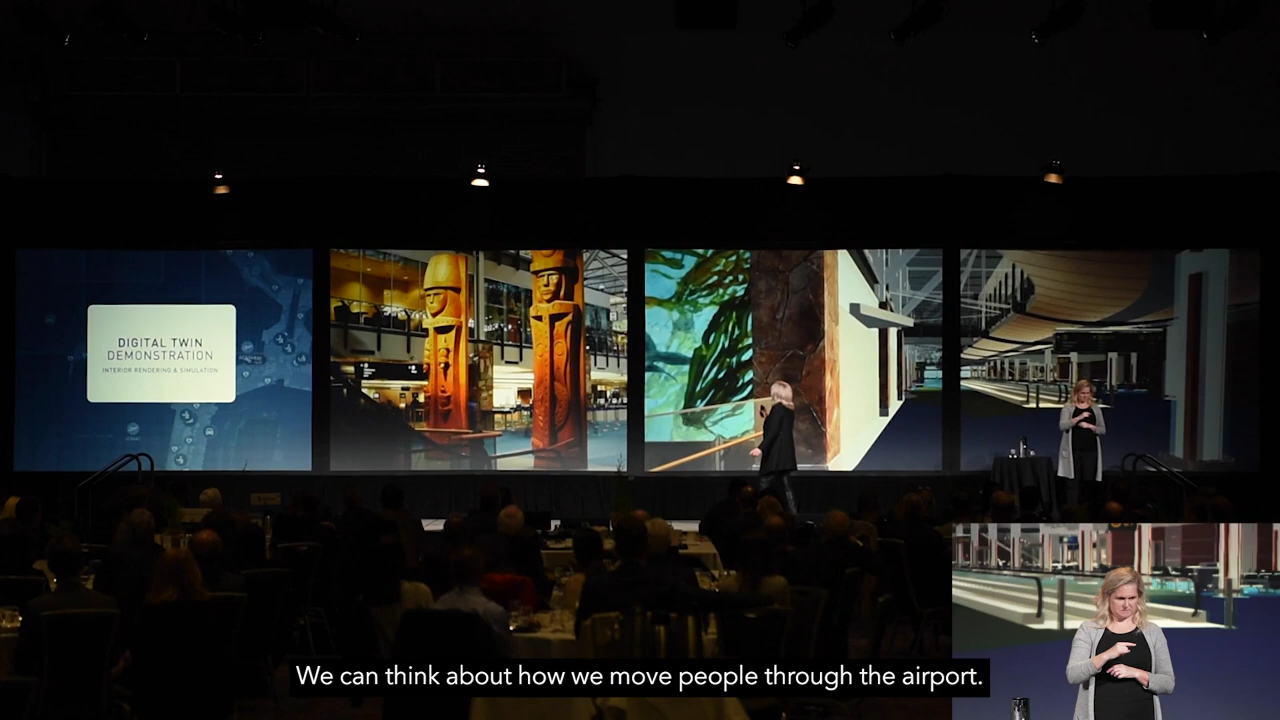 DIGITAL TWIN
DEMONSTRATION
INTERIOR RENDERING & SIMULATION
We can think about how we move people through the airport.